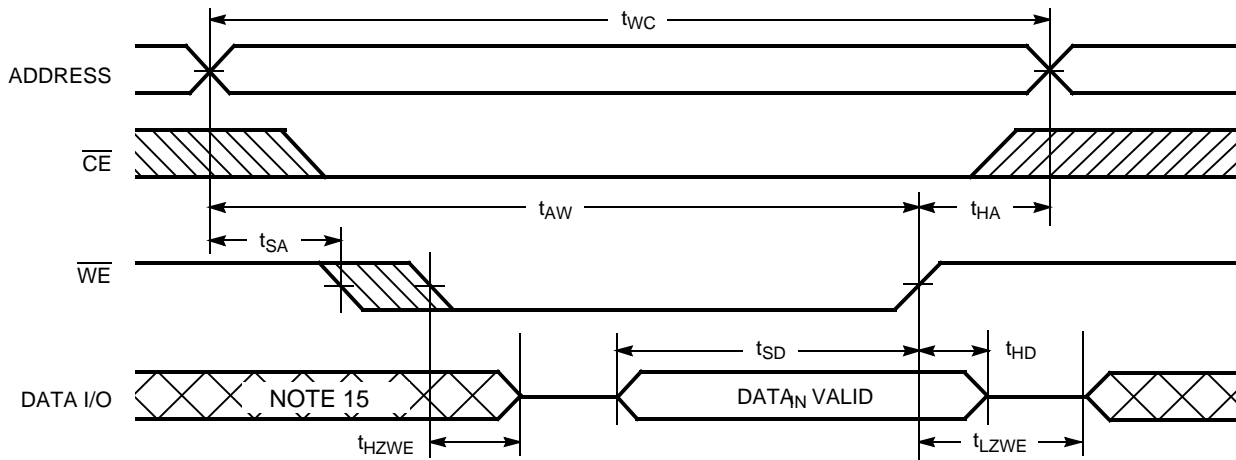 tWC
ADDRESS
CE
tAW
tHA
tSA
WE
tSD
tHD
DATA I/O
NOTE 15
DATAIN VALID
tHZWE
tLZWE